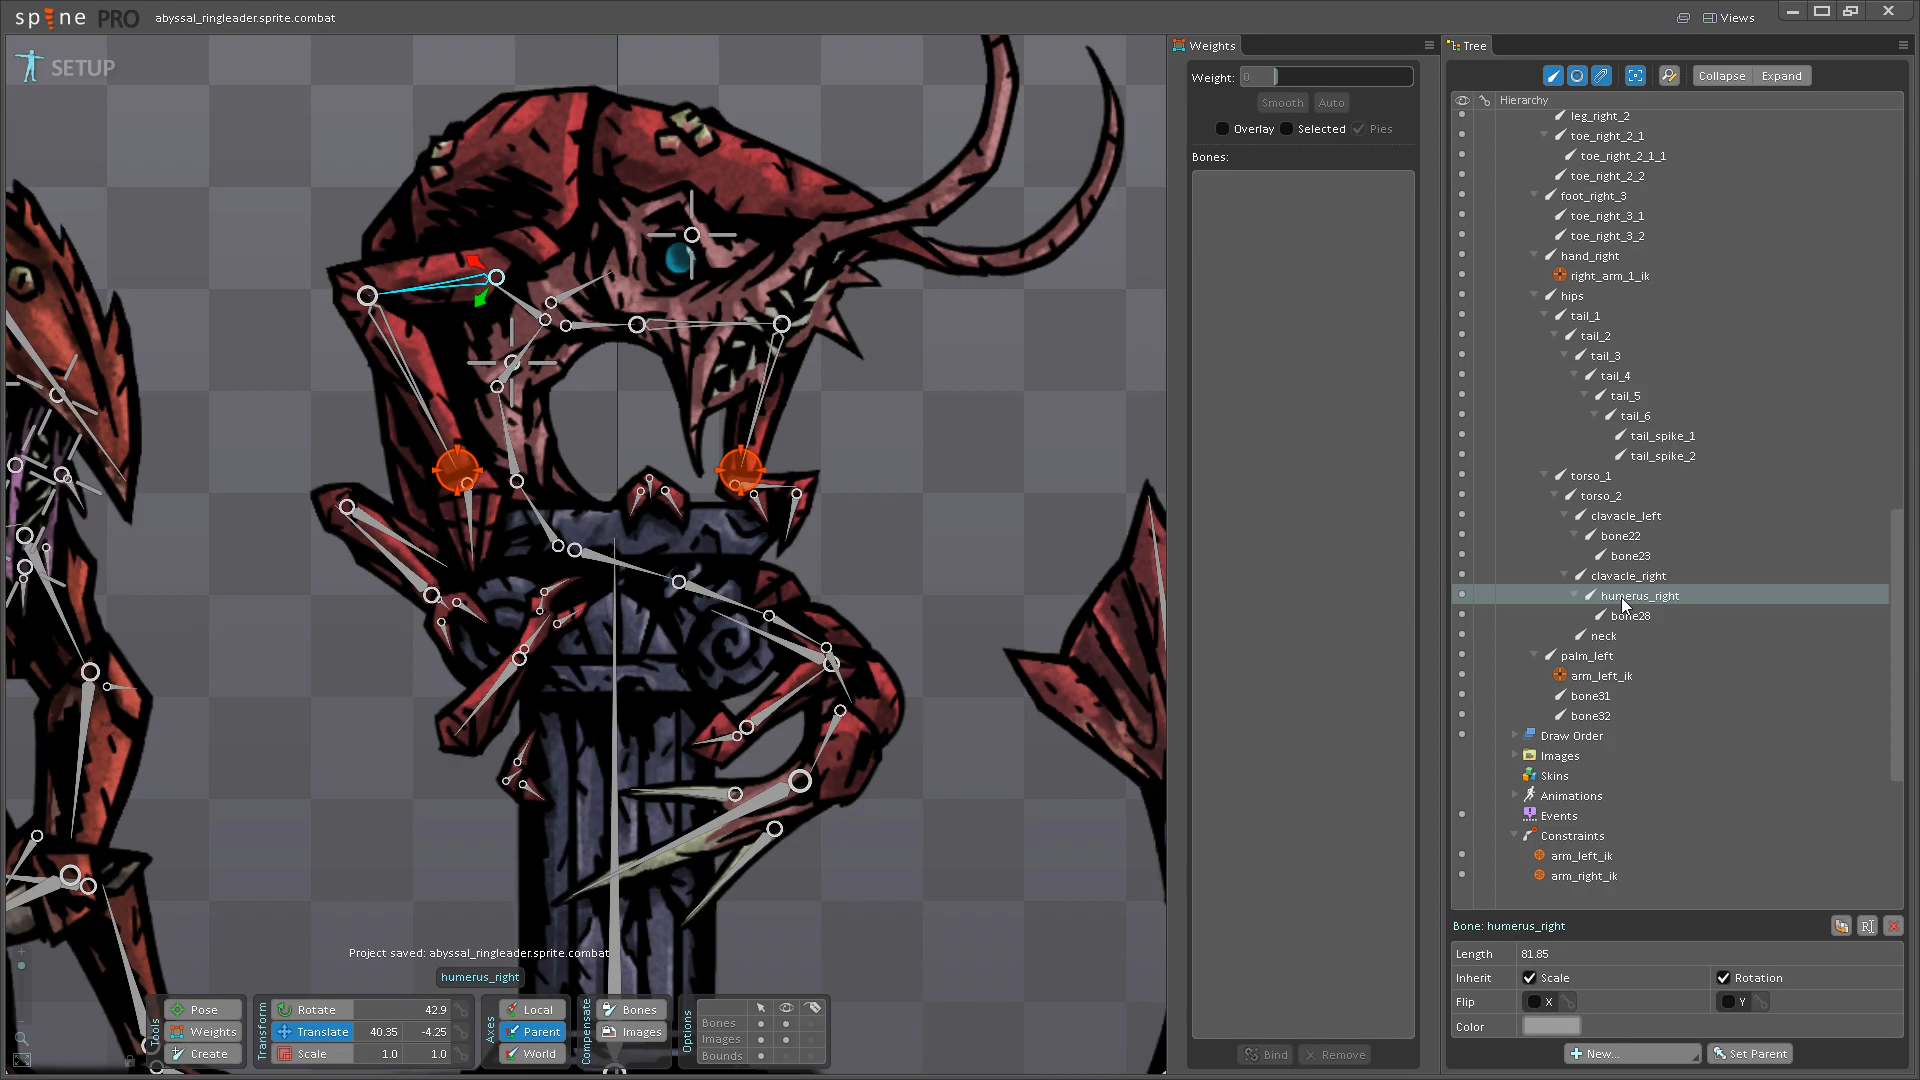 spine PRO abyssal_ringleader.sprite.combat
Views
SETUP
Weights
Weight: 0
Smooth Auto
Overlay Selected Pies
Bones:
Bind Remove
Tree
Collapse Expand
Hierarchy
leg_right_2
toe_right_2_1
toe_right_2_1_1
toe_right_2_2
foot_right_3
toe_right_3_1
toe_right_3_2
hand_right
right_arm_1_ik
hips
tail_1
tail_2
tail_3
tail_4
tail_5
tail_6
tail_spike_1
tail_spike_2
torso_1
torso_2
clavacle_left
bone22
bone23
clavacle_right
humerus_right
bone28
neck
palm_left
arm_left_ik
bone31
bone32
Draw Order
Images
Skins
Animations
Events
Constraints
arm_left_ik
arm_right_ik
Bone: humerus_right
Length 81.85
Inherit Scale Rotation
Flip X Y
Color
New... Set Parent
Project saved: abyssal_ringleader.sprite.combat
humerus_right
Tools
Pose
Weights
Create
Transform
Rotate 42.9
Translate 40.35 -4.25
Scale 1.0 1.0
Axes
Local
Parent
World
Compensate
Bones
Images
Options
Bones
Images
Bounds